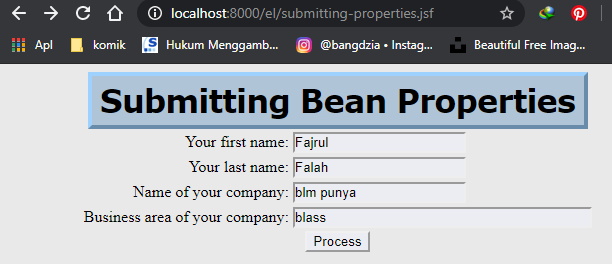 localhost:8000/el/submitting-properties.jsf
Apl komik Hukum Menggamb... @bangdzia • Instag... Beautiful Free Imag...
Submitting Bean Properties
Your first name: Fajrul
Your last name: Falah
Name of your company: blm punya
Business area of your company: blass
Process